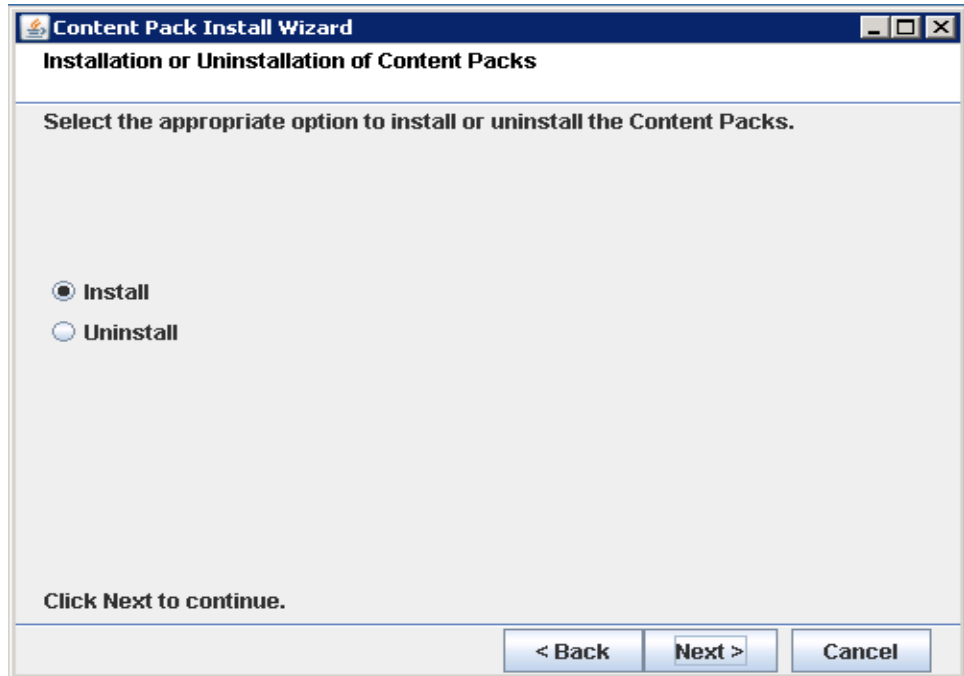 Content Pack Install Wizard
Installation or Uninstallation of Content Packs
Select the appropriate option to install or uninstall the Content Packs.
Install
Uninstall
Click Next to continue.
< Back Next > Cancel